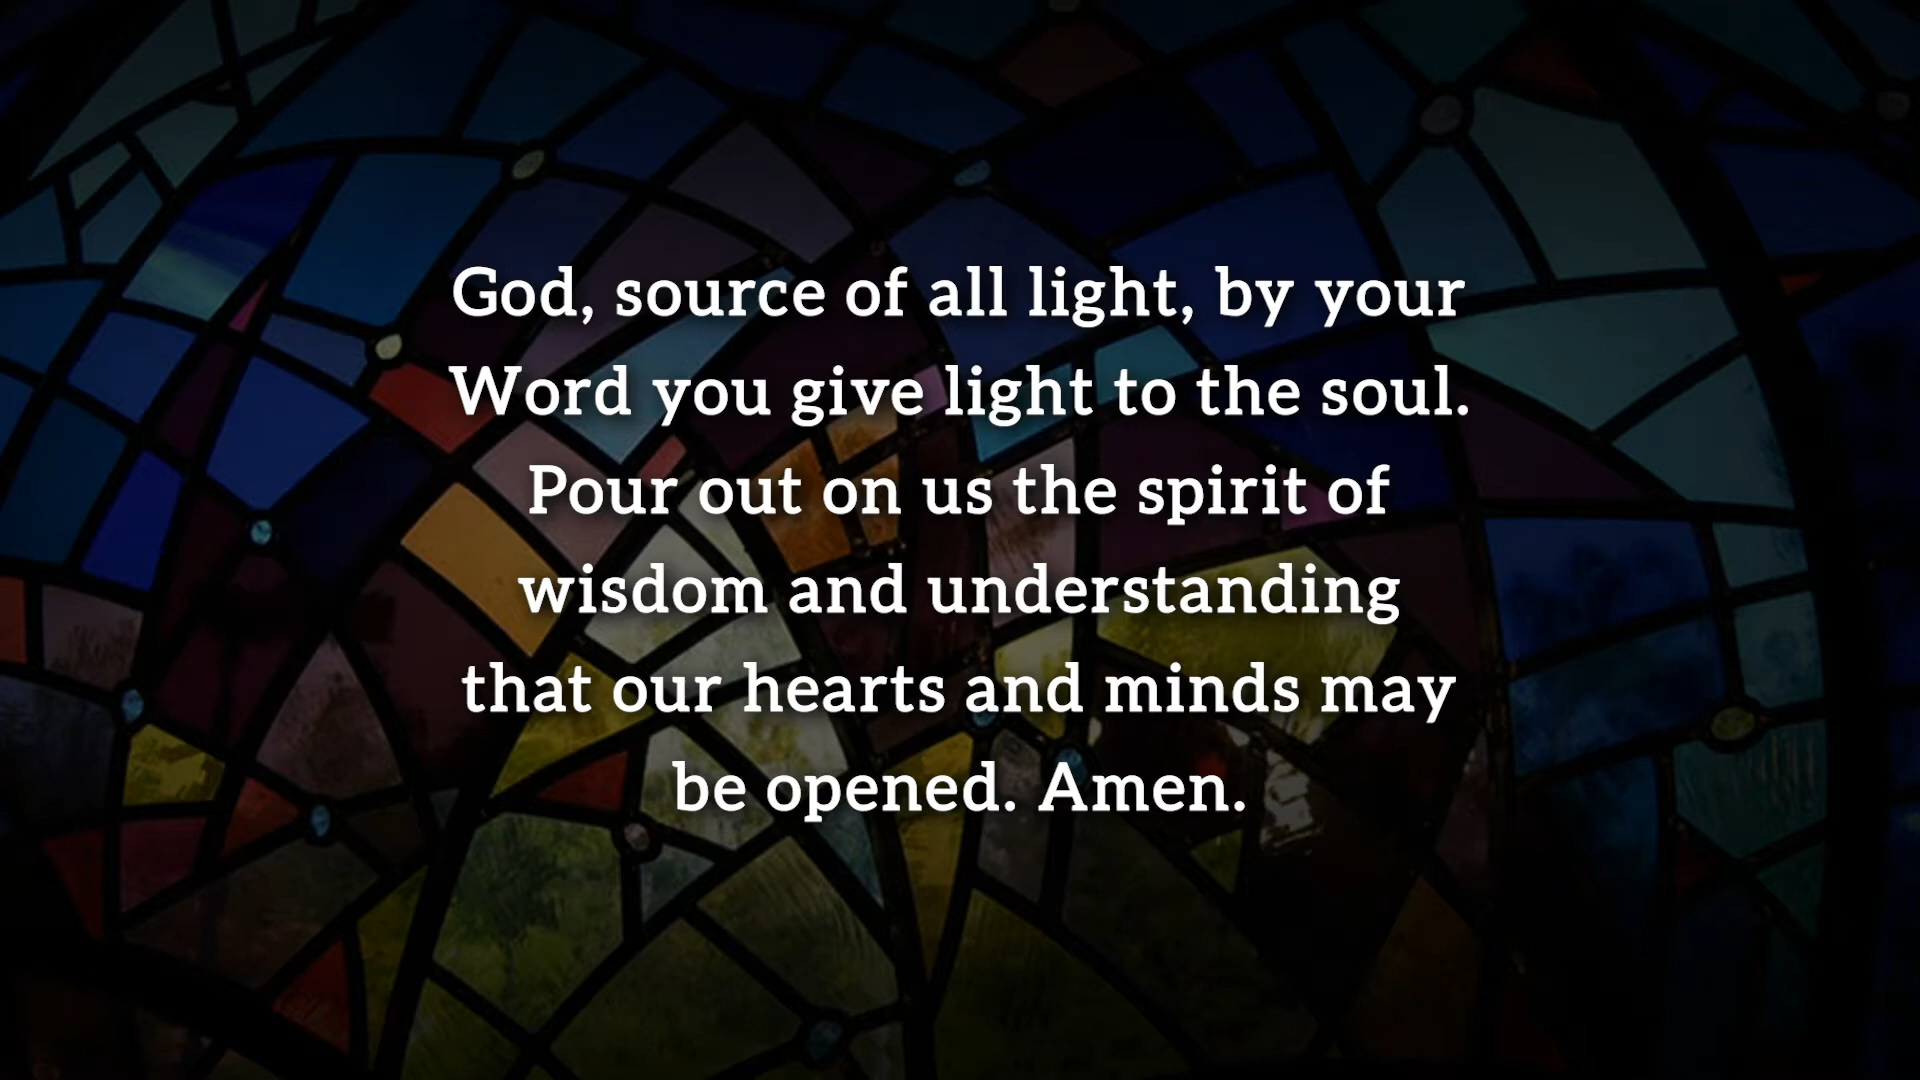 God, source of all light, by your
Word you give light to the soul.
Pour out on us the spirit of
wisdom and understanding
that our hearts and minds may
be opened. Amen.